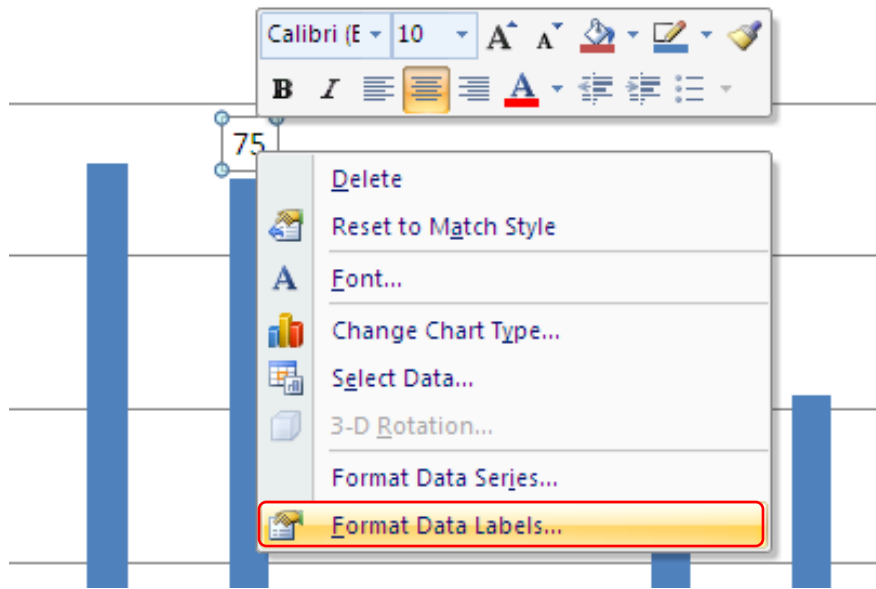 Calibri (E 10 A A
B I A
75
Delete
Reset to Match Style
A Font...
Change Chart Type...
Select Data...
3-D Rotation...
Format Data Series...
Format Data Labels...